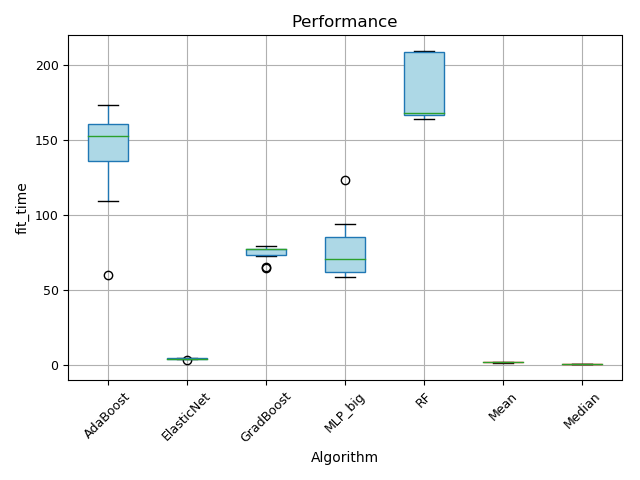 Performance
fit_time
200
150
100
50
0
AdaBoost
ElasticNet
GradBoost
MLP_big
RF
Mean
Median
Algorithm